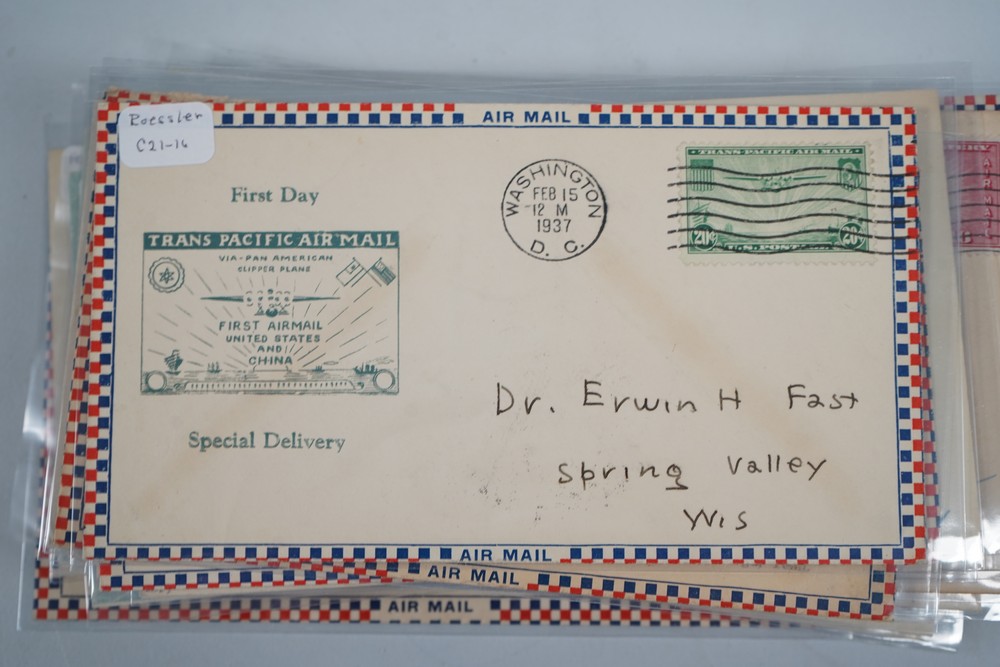 AIR MAIL
Roessler
C21-16
First Day
TRANS PACIFIC AIR MAIL
VIA-PAN AMERICAN
CLIPPER PLANE
FIRST AIRMAIL
UNITED STATES
AND
CHINA
Special Delivery
WASHINGTON
FEB 15
12 M
1937
D. C.
TRANS-PACIFIC AIR MAIL
20¢ 20¢
U.S. POST
Dr. Erwin H Fast
Spring Valley
Wis
AIR MAIL
AIR MAIL
AIR MAIL
AIRMAIL